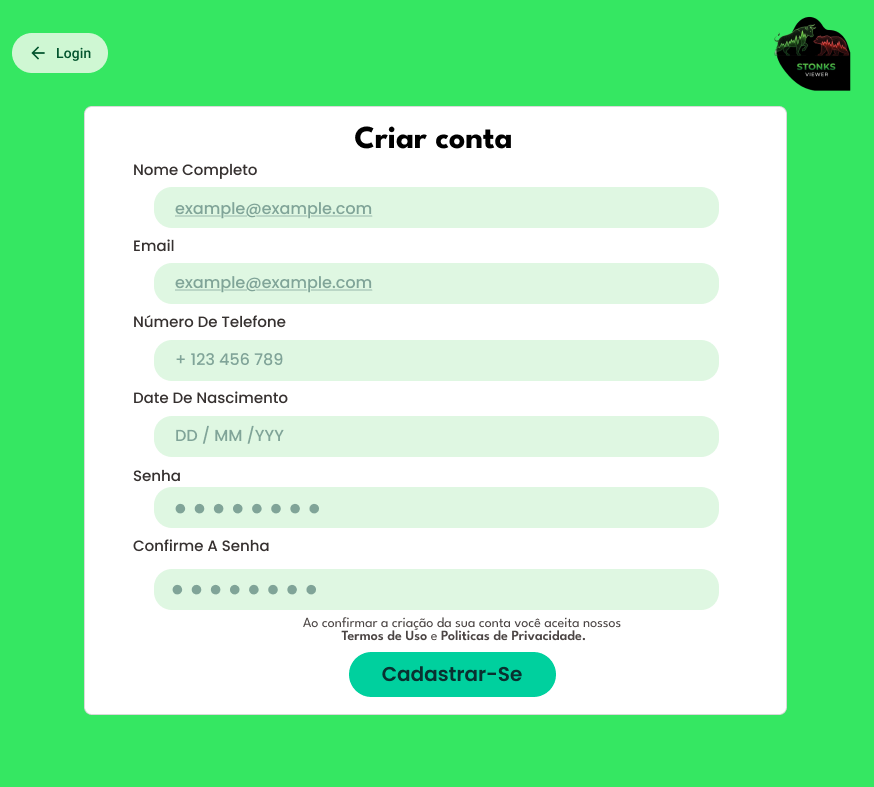 Login
STONKS
VIEWER
Criar conta
Nome Completo
example@example.com
Email
example@example.com
Número De Telefone
+ 123 456 789
Date De Nascimento
DD / MM /YYY
Senha
Confirme A Senha
Ao confirmar a criação da sua conta você aceita nossos
Termos de Uso e Politicas de Privacidade.
Cadastrar-Se